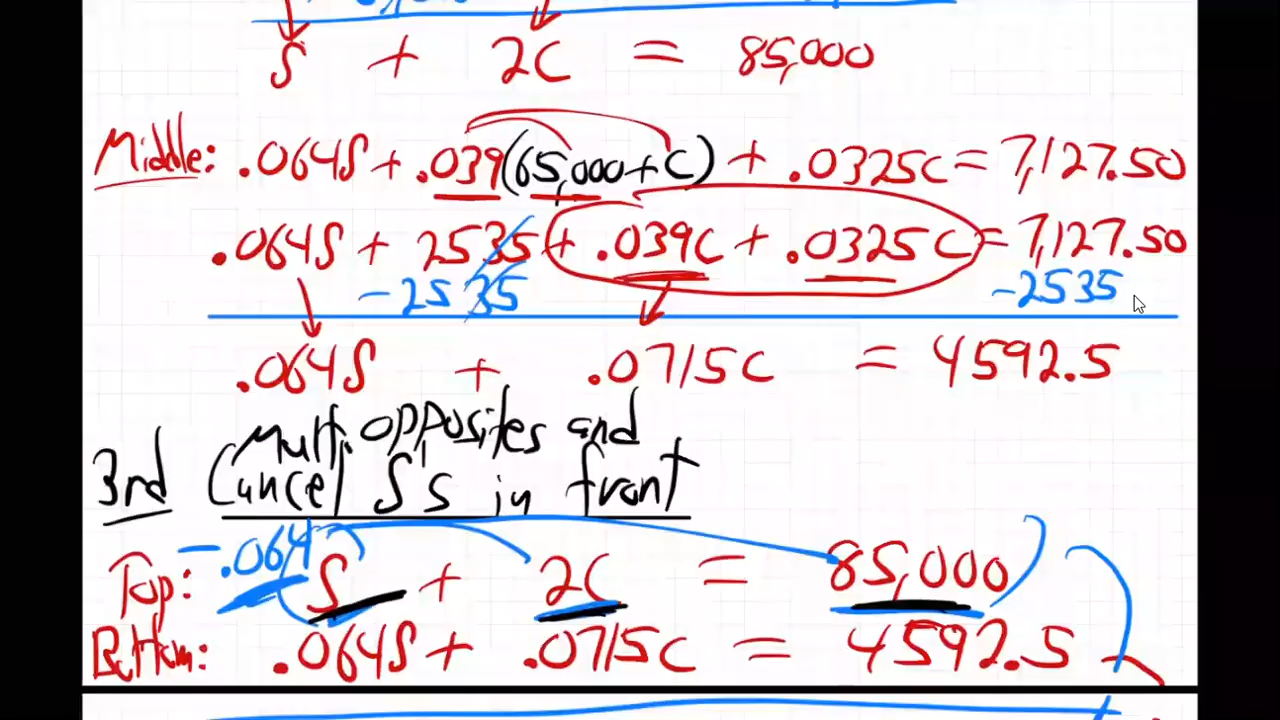 S + 2C = 85,000
Middle: .064S + .039(65,000+C) + .0325C = 7,127.50
.064S + 2535 + .039C + .0325C = 7,127.50
-2535 -2535
.064S + .0715C = 4592.5
Mult. opposites and
3rd Cancel S's in front
-.064
Top: S + 2C = 85,000
Bottom: .064S + .0715C = 4592.5